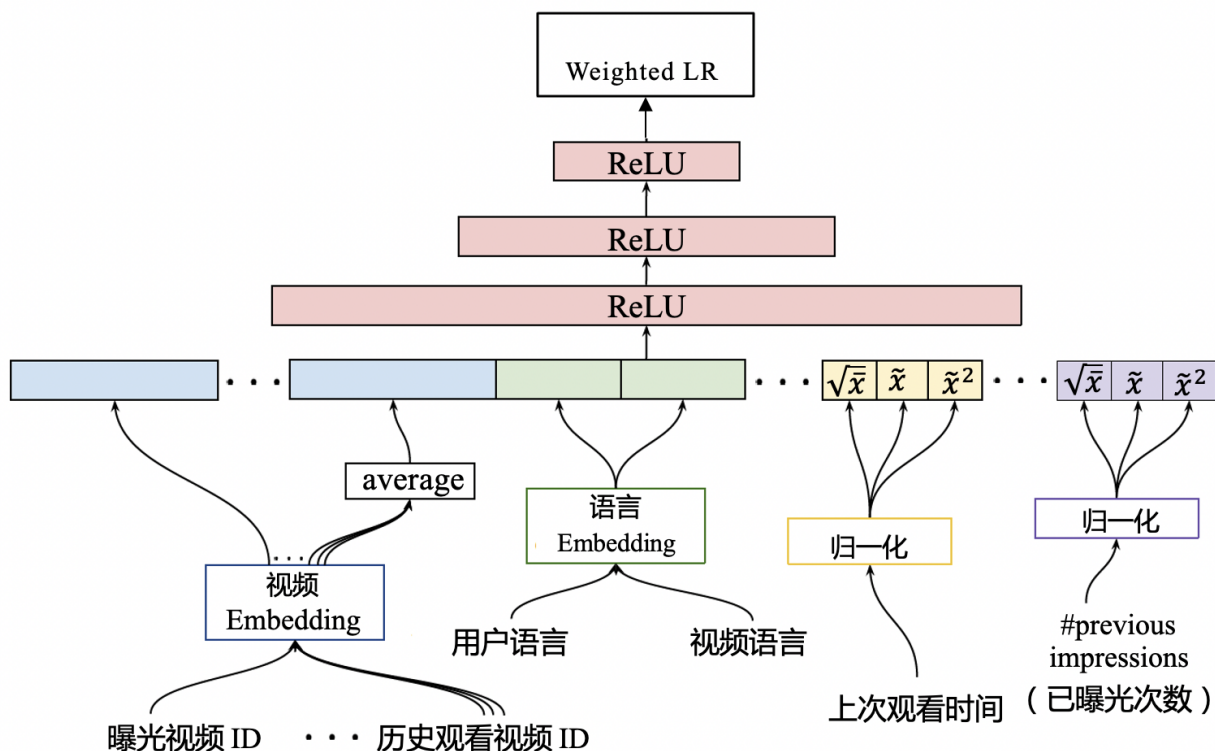 Weighted LR
ReLU
ReLU
ReLU
· · ·
√x̄ x̃ x̃²
· · ·
√x̄ x̃ x̃²
average
语言
Embedding
归一化
归一化
· · ·
视频
Embedding
用户语言
视频语言
#previous
impressions
(已曝光次数)
上次观看时间
曝光视频 ID · · · 历史观看视频 ID